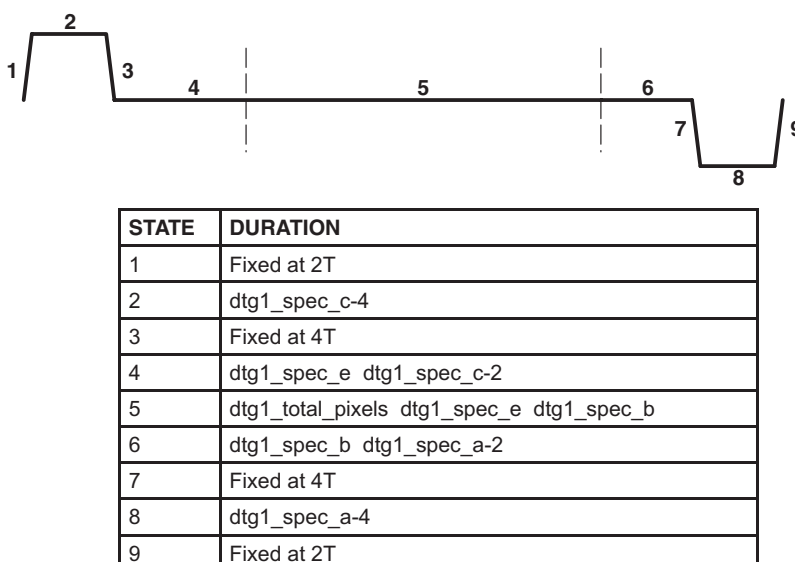 2
1
3
4
5
6
7
9
8
STATE DURATION
1 Fixed at 2T
2 dtg1_spec_c-4
3 Fixed at 4T
4 dtg1_spec_e dtg1_spec_c-2
5 dtg1_total_pixels dtg1_spec_e dtg1_spec_b
6 dtg1_spec_b dtg1_spec_a-2
7 Fixed at 4T
8 dtg1_spec_a-4
9 Fixed at 2T